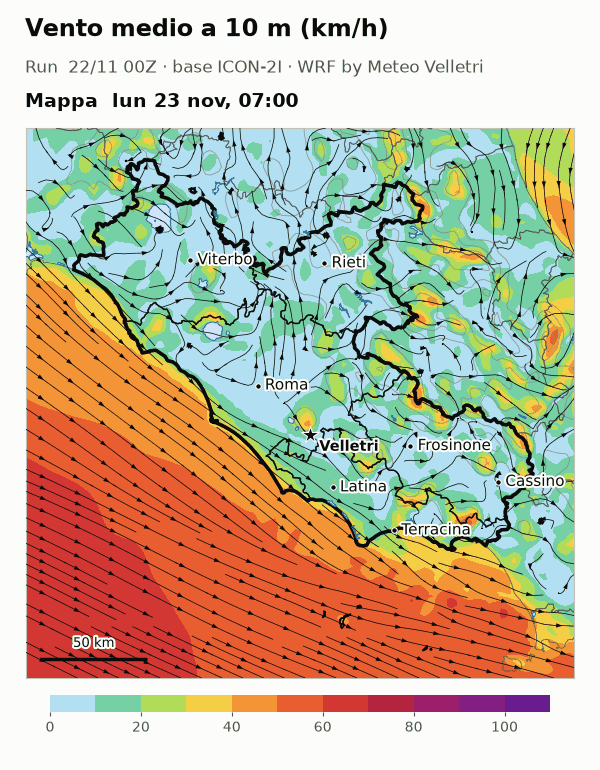 Vento medio a 10 m (km/h)
Run 22/11 00Z · base ICON-2I · WRF by Meteo Velletri
Mappa lun 23 nov, 07:00
Viterbo
Rieti
Roma
Velletri
Frosinone
Latina
Cassino
Terracina
50 km
0 20 40 60 80 100